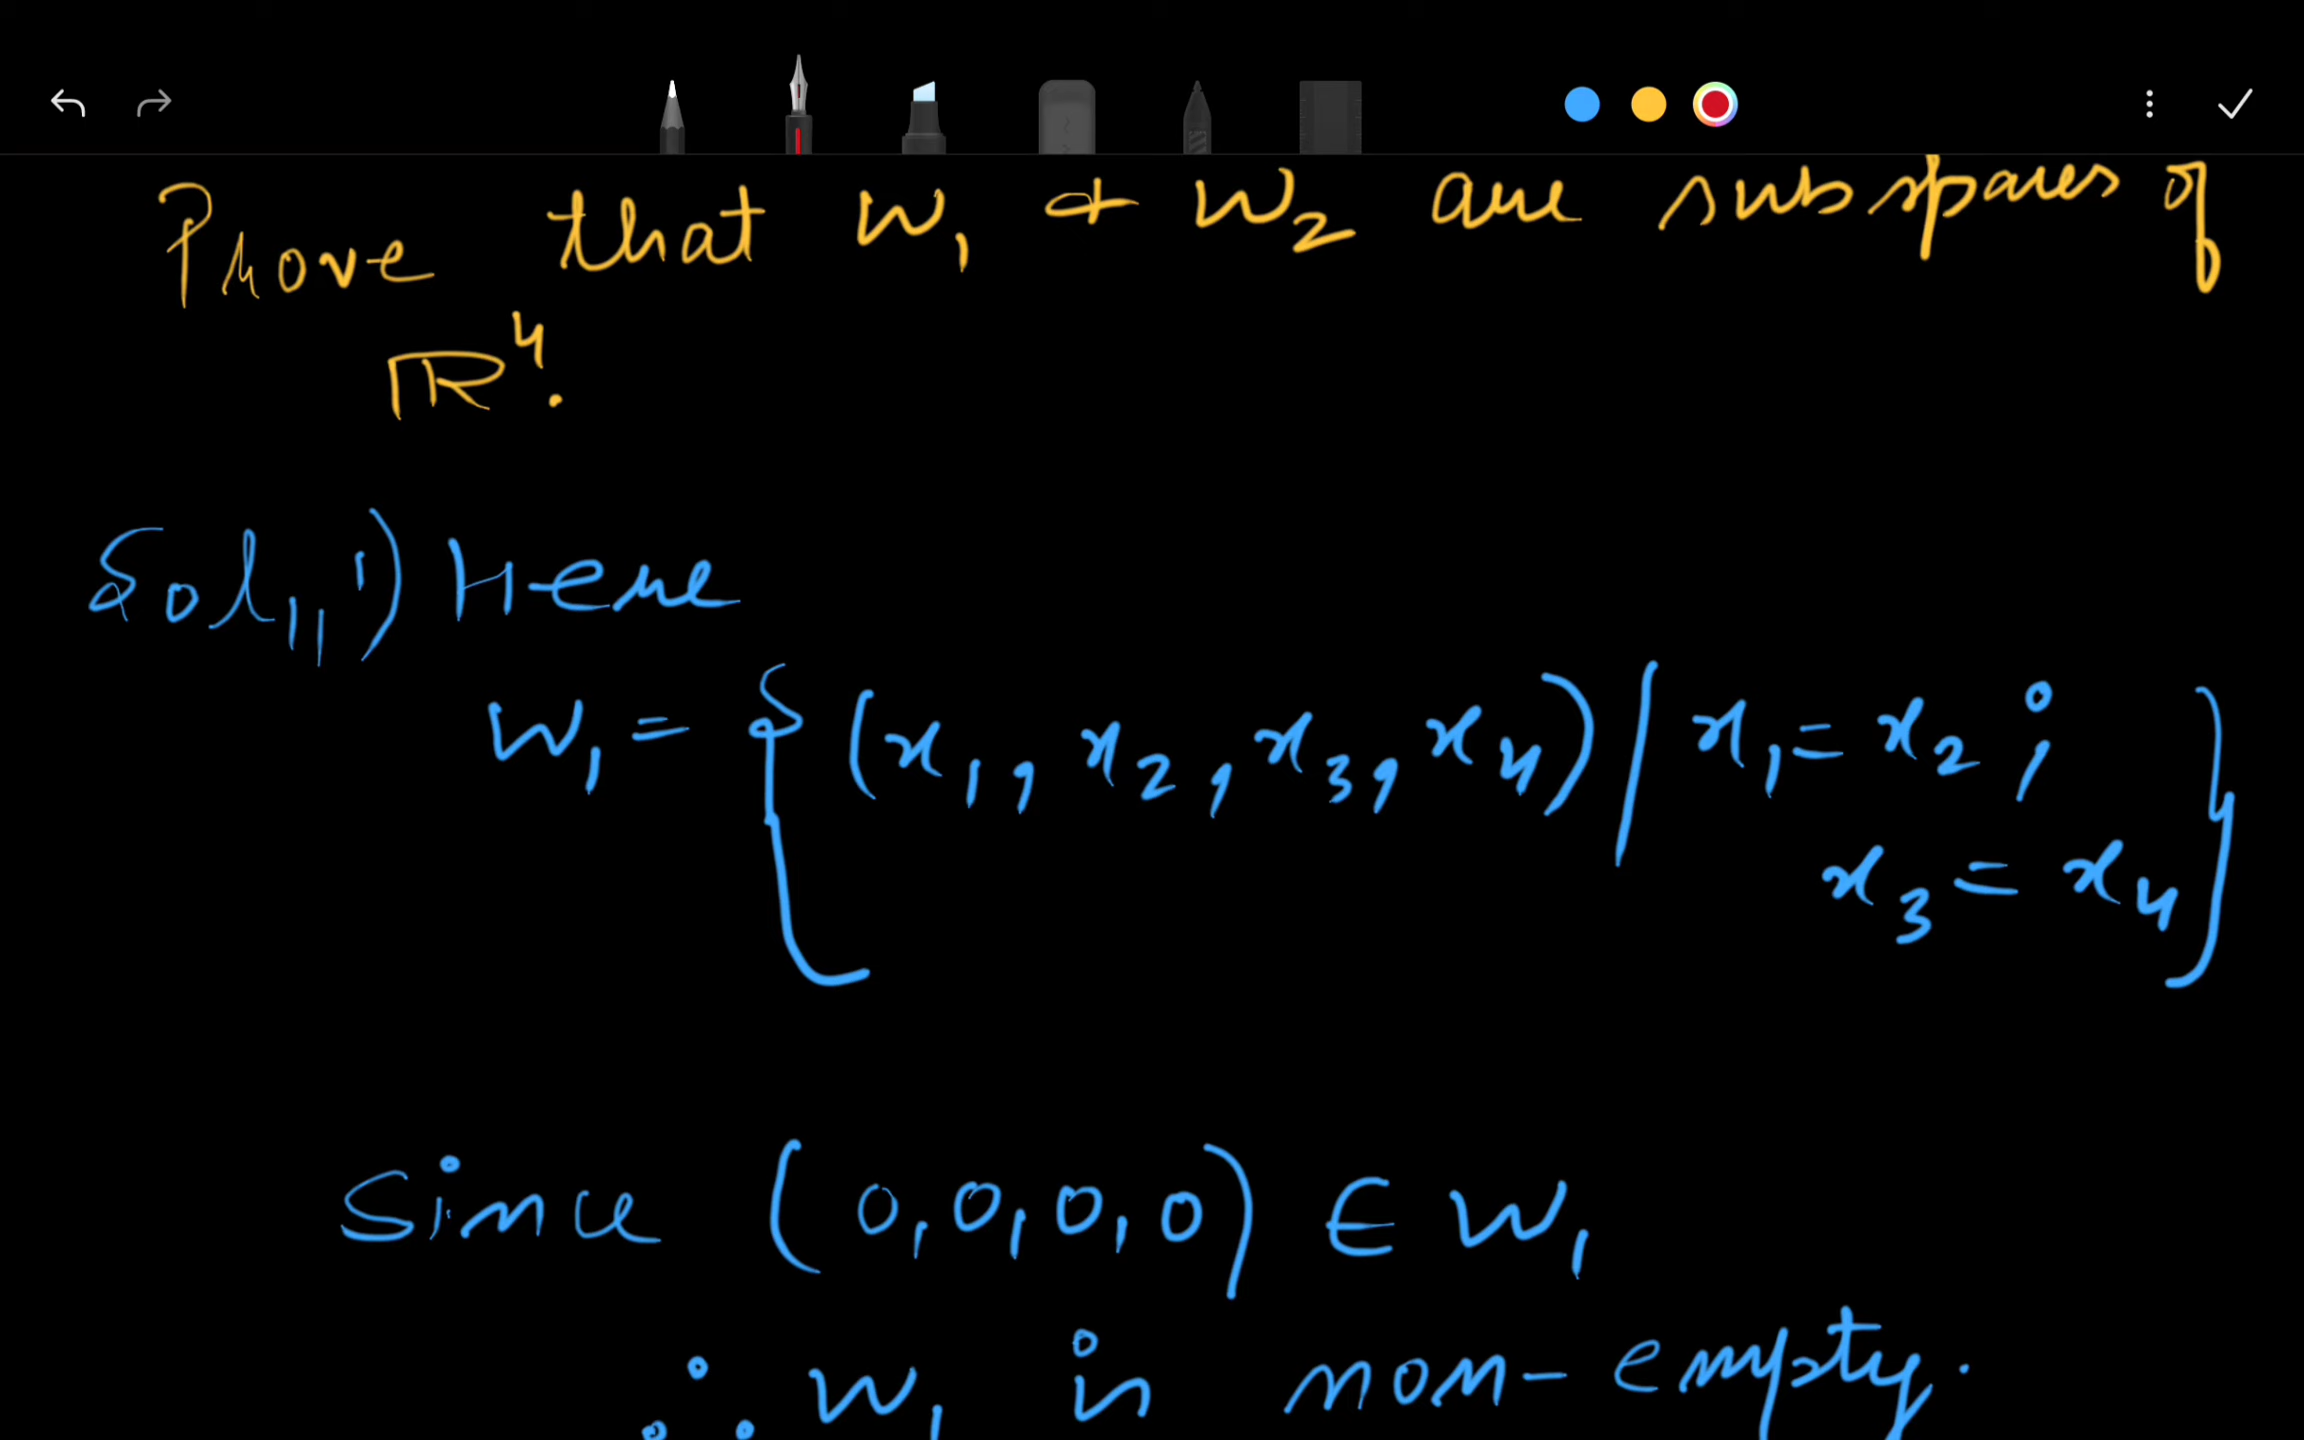 Prove that W₁ & W₂ are subspaces of
ℝ⁴.
Sol,, 1) Here
W₁ = { (x₁, x₂, x₃, x₄) | x₁ = x₂ ;
x₃ = x₄ }
Since (0, 0, 0, 0) ∈ W₁
∴ W₁ is non-empty.